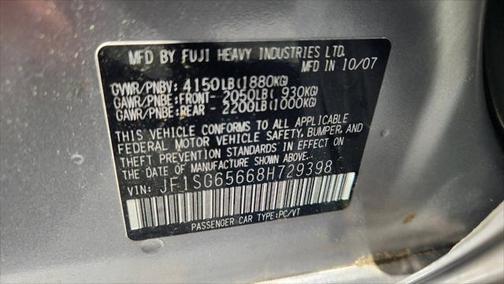 MFD BY FUJI HEAVY INDUSTRIES LTD.
MFD IN 10/07
GVWR/PNBV: 4150LB(1880KG)
GAWR/PNBE:FRONT- 2050LB( 930KG)
GAWR/PNBE:REAR - 2200LB(1000KG)
THIS VEHICLE CONFORMS TO ALL APPLICABLE
FEDERAL MOTOR VEHICLE SAFETY, BUMPER, AND
THEFT PREVENTION STANDARDS IN EFFECT ON
THE DATE OF MANUFACTURE SHOWN ABOVE.
VIN: JF1SG65668H729398
PASSENGER CAR TYPE:PC/VT